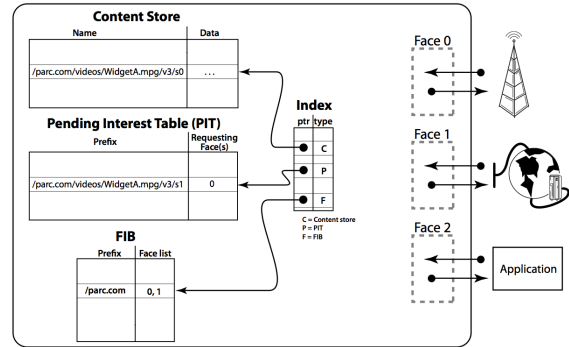 Content Store
Name Data
/parc.com/videos/WidgetA.mpg/v3/s0 ...
Pending Interest Table (PIT)
Prefix Requesting Face(s)
/parc.com/videos/WidgetA.mpg/v3/s1 0
FIB
Prefix Face list
/parc.com 0, 1
Index
ptr type
C
P
F
C = Content store
P = PIT
F = FIB
Face 0
Face 1
Face 2
Application